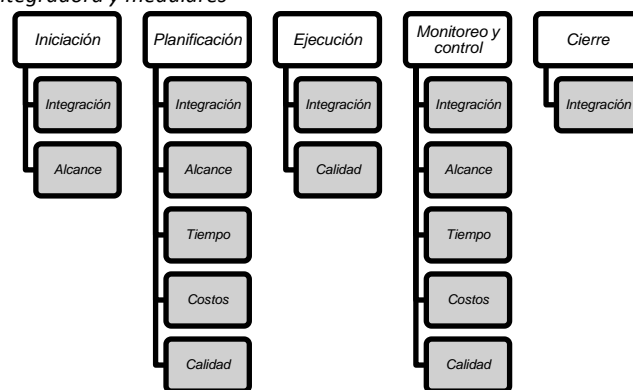 ntegradora y medulares
Iniciación
Integración
Alcance
Planificación
Integración
Alcance
Tiempo
Costos
Calidad
Ejecución
Integración
Calidad
Monitoreo y
control
Integración
Alcance
Tiempo
Costos
Calidad
Cierre
Integración